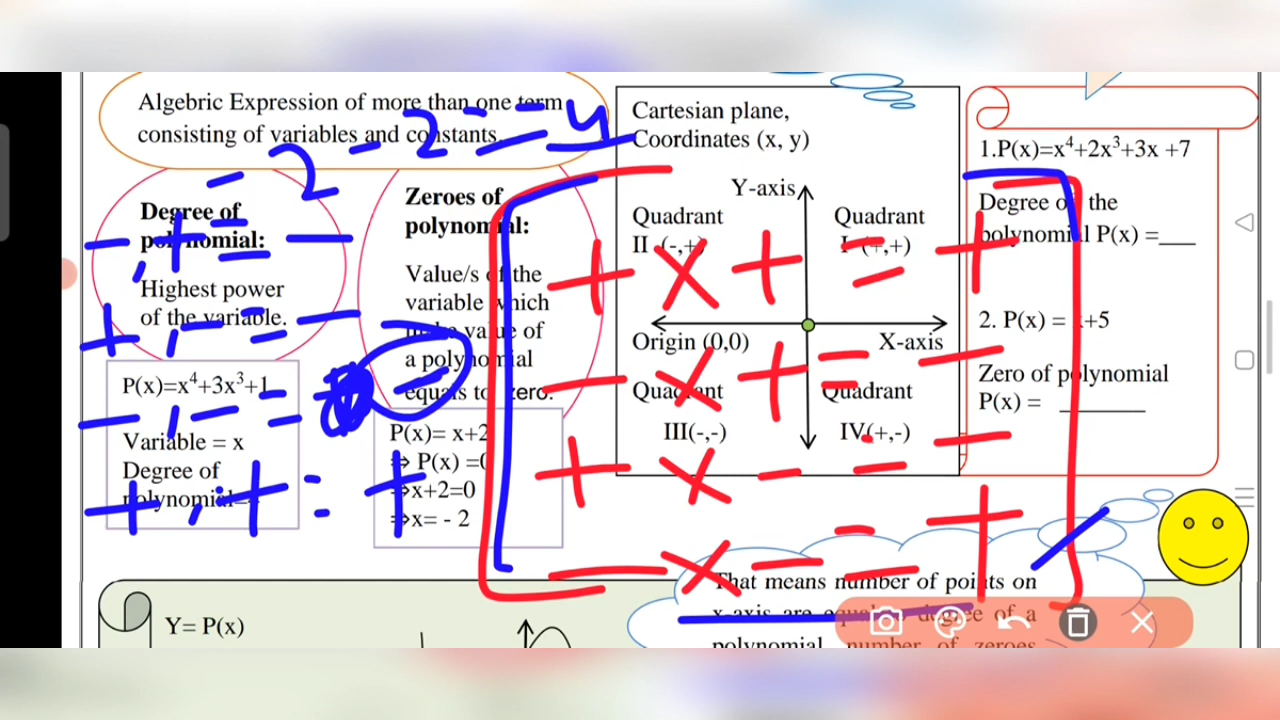 Algebric Expression of more than one term
consisting of variables and constants.
- 2 - 2 = - 4
Degree of
polynomial:
Highest power
of the variable.
P(x)=x⁴+3x³+1
Variable = x
Degree of
polynomial=
Zeroes of
polynomial:
Value/s of the
variable which
make value of
a polynomial
equals to zero.
P(x)= x+2
⇒ P(x) =0
⇒x+2=0
⇒x= - 2
Cartesian plane,
Coordinates (x, y)
Y-axis
Quadrant
II (-,+)
Quadrant
I (+,+)
Origin (0,0)
X-axis
Quadrant
III(-,-)
Quadrant
IV(+,-)
1.P(x)=x⁴+2x³+3x +7
Degree of the
polynomial P(x) =___
2. P(x) = x+5
Zero of polynomial
P(x) = _______
+ × + = +
- × + = -
+ × - = -
- × - = +
- , + = -
+ , - = -
- , - =
+ , + = +
That means number of points on
x-axis are equals degree of a
polynomial number of zeroes
Y= P(x)